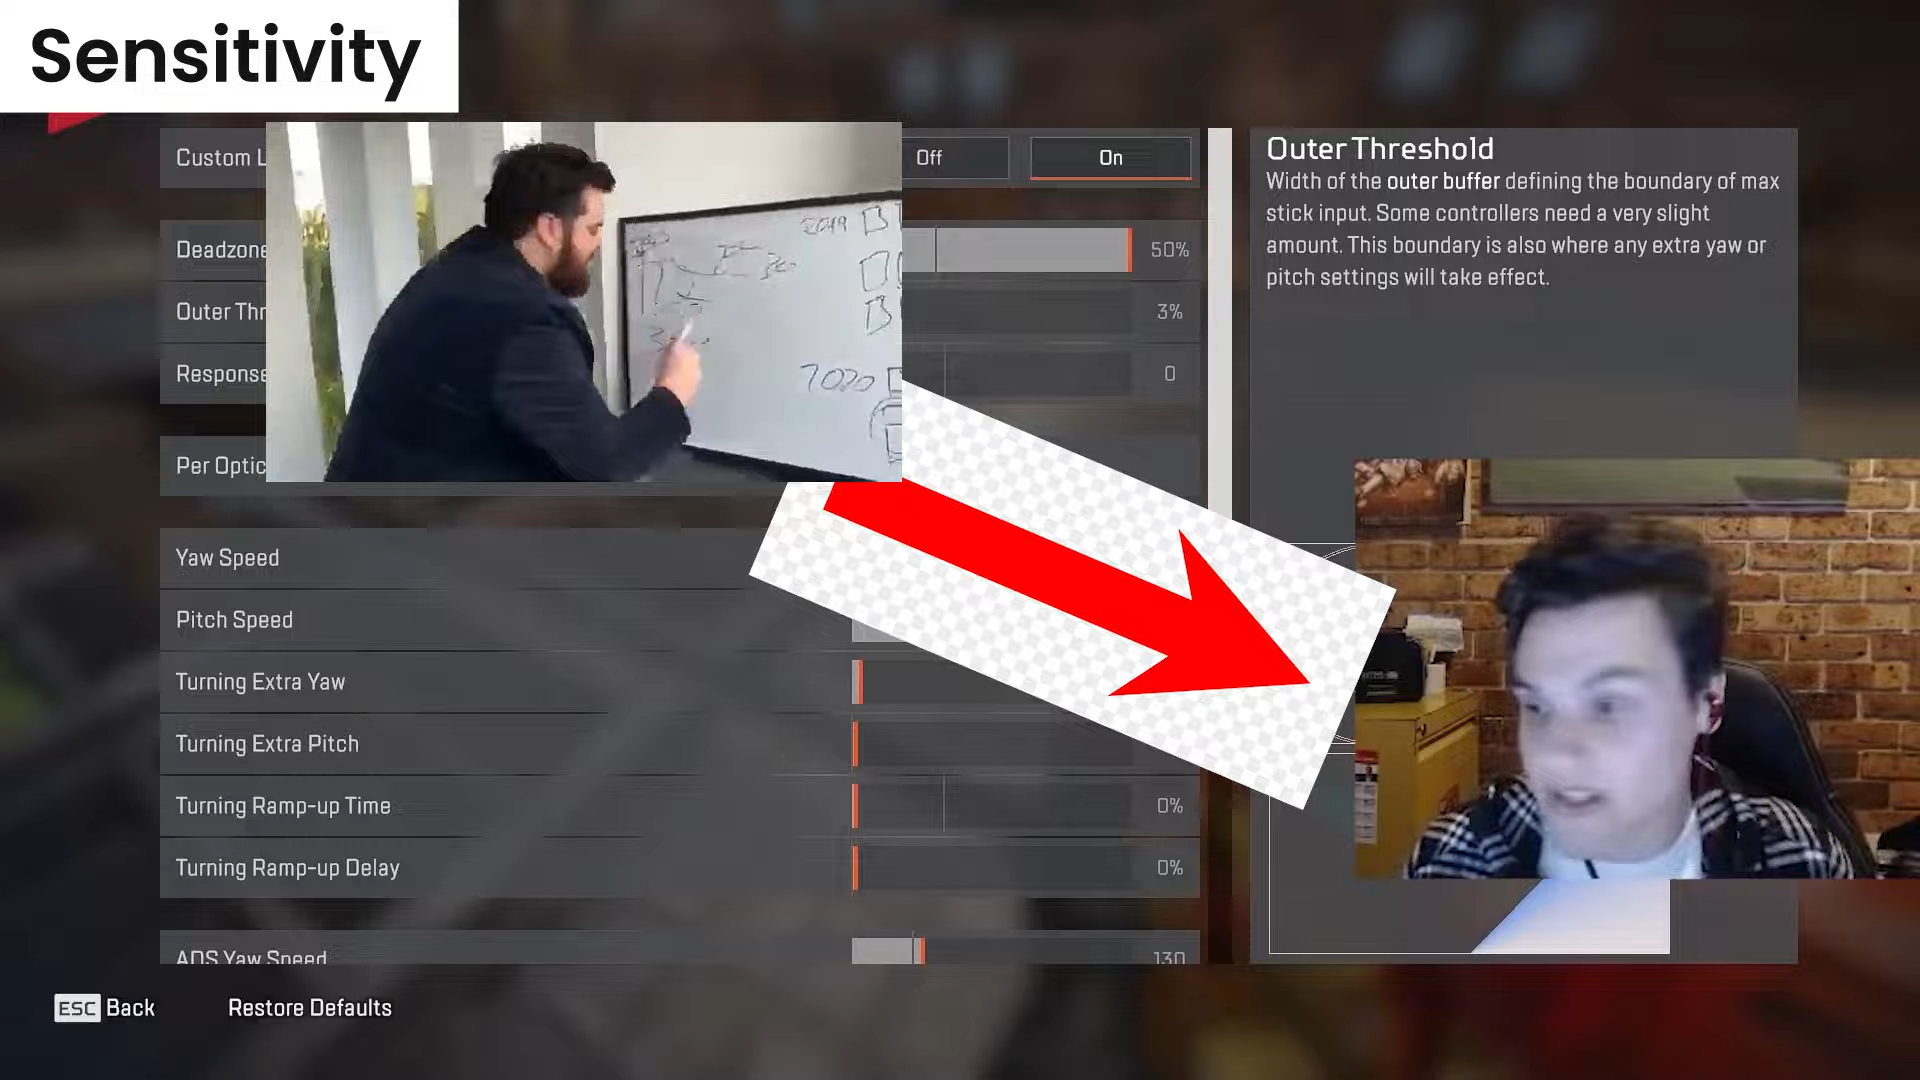 Sensitivity
Custom L
Off
On
Deadzone
50%
Outer Thr
3%
Response
0
Per Optic
Yaw Speed
Pitch Speed
Turning Extra Yaw
Turning Extra Pitch
Turning Ramp-up Time
0%
Turning Ramp-up Delay
0%
ADS Yaw Speed
130
Outer Threshold
Width of the outer buffer defining the boundary of max
stick input. Some controllers need a very slight
amount. This boundary is also where any extra yaw or
pitch settings will take effect.
2019 B
B
7020
ESC Back
Restore Defaults